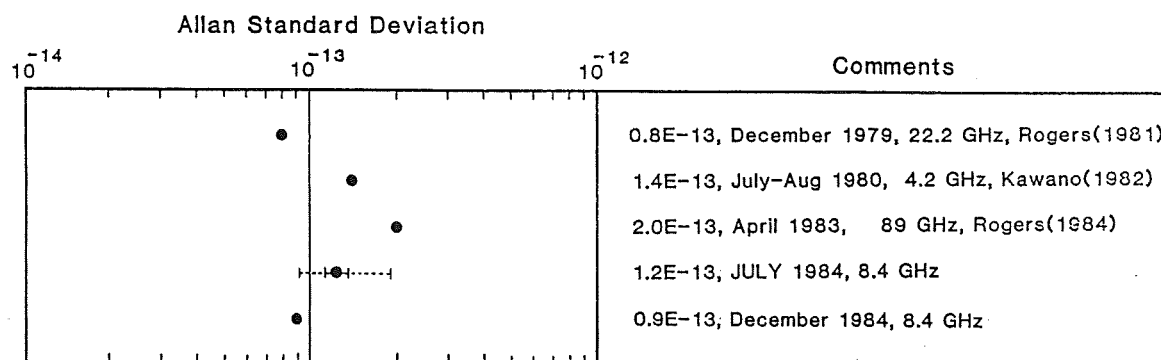 Allan Standard Deviation
10^-14 10^-13 10^-12 Comments
0.8E-13, December 1979, 22.2 GHz, Rogers(1981)
1.4E-13, July-Aug 1980, 4.2 GHz, Kawano(1982)
2.0E-13, April 1983, 89 GHz, Rogers(1984)
1.2E-13, JULY 1984, 8.4 GHz
0.9E-13, December 1984, 8.4 GHz